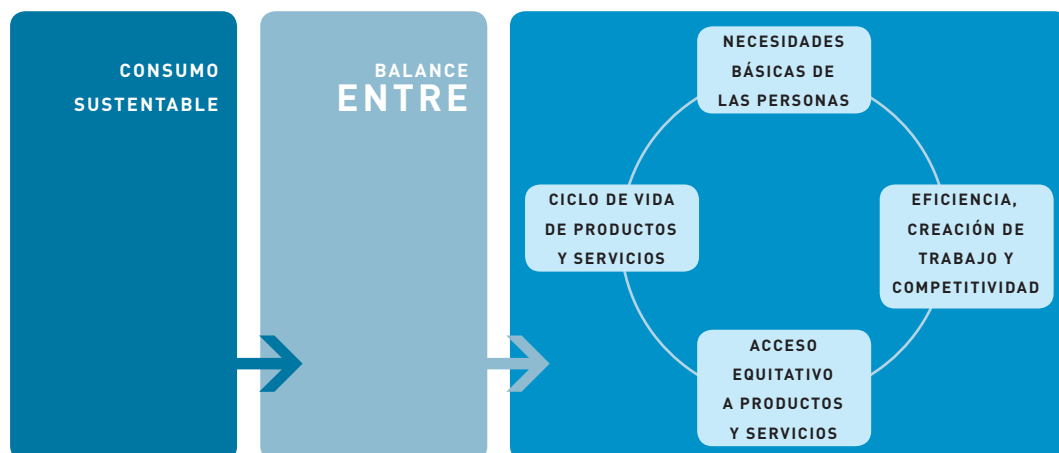 CONSUMO
SUSTENTABLE
BALANCE
ENTRE
NECESIDADES
BÁSICAS DE
LAS PERSONAS
CICLO DE VIDA
DE PRODUCTOS
Y SERVICIOS
EFICIENCIA,
CREACIÓN DE
TRABAJO Y
COMPETITIVIDAD
ACCESO
EQUITATIVO
A PRODUCTOS
Y SERVICIOS